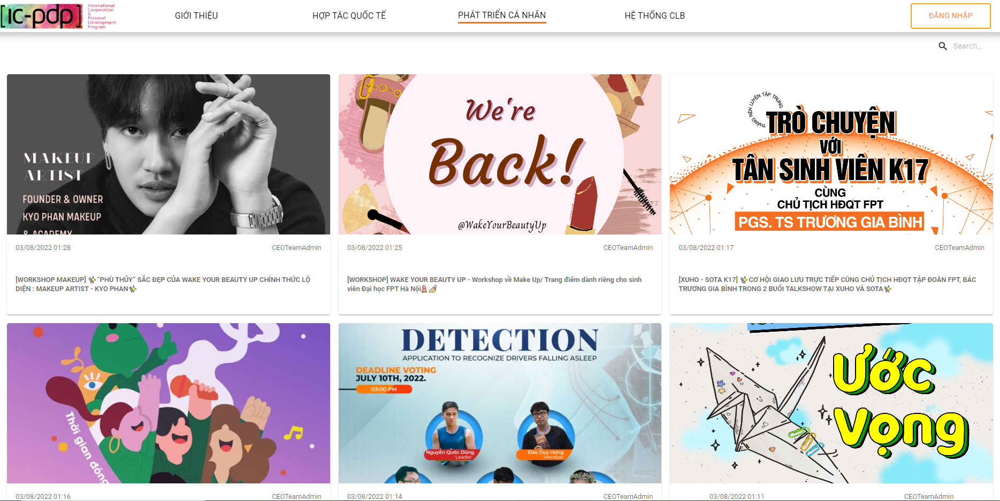 [ic-pdp]
International
Cooperation
&
Personal
Development
Program
GIỚI THIỆU
HỢP TÁC QUỐC TẾ
PHÁT TRIỂN CÁ NHÂN
HỆ THỐNG CLB
ĐĂNG NHẬP
Search...
MAKEUP
ARTIST
FOUNDER & OWNER
KYO PHAN MAKEUP
& ACADEMY
03/08/2022 01:28
CEOTeamAdmin
[WORKSHOP MAKEUP] ✨"PHÙ THỦY" SẮC ĐẸP CỦA WAKE YOUR BEAUTY UP CHÍNH THỨC LỘ
DIỆN : MAKEUP ARTIST - KYO PHAN✨
We're
Back!
@WakeYourBeautyUp
03/08/2022 01:25
CEOTeamAdmin
[WORKSHOP] WAKE YOUR BEAUTY UP - Workshop về Make Up/ Trang điểm dành riêng cho sinh
viên Đại học FPT Hà Nội💄💅
THÁNG RÈN LUYỆN TẬP TRUNG
TRÒ CHUYỆN
VỚI
TÂN SINH VIÊN K17
CÙNG
CHỦ TỊCH HĐQT FPT
PGS. TS TRƯƠNG GIA BÌNH
03/08/2022 01:17
CEOTeamAdmin
[XUHO - SOTA K17] ✨CƠ HỘI GIAO LƯU TRỰC TIẾP CÙNG CHỦ TỊCH HĐQT TẬP ĐOÀN FPT, BÁC
TRƯƠNG GIA BÌNH TRONG 2 BUỔI TALKSHOW TẠI XUHO VÀ SOTA✨
Thời gian đóng
03/08/2022 01:16
CEOTeamAdmin
DETECTION
APPLICATION TO RECOGNIZE DRIVERS FALLING ASLEEP
DEADLINE VOTING
JULY 10TH, 2022.
03:00 PM
Nguyễn Quốc Dũng
Leader
Đào Duy Hưng
Member
03/08/2022 01:14
CEOTeamAdmin
ƯỚC
Vọng
03/08/2022 01:11
CEOTeamAdmin